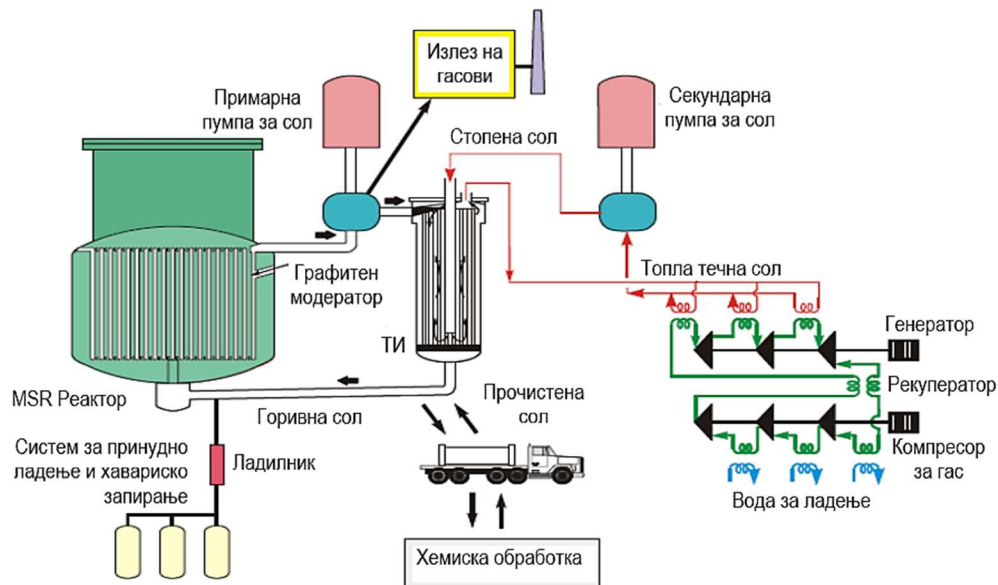 Излез на
гасови
Примарна
пумпа за сол
Секундарна
пумпа за сол
Стопена сол
Графитен
модератор
Топла течна сол
ТИ
Генератор
Рекуператор
MSR Реактор
Горивна сол
Прочистена
сол
Компресор
за гас
Систем за принудно
ладење и хавариско
запирање
Ладилник
Вода за ладење
Хемиска обработка